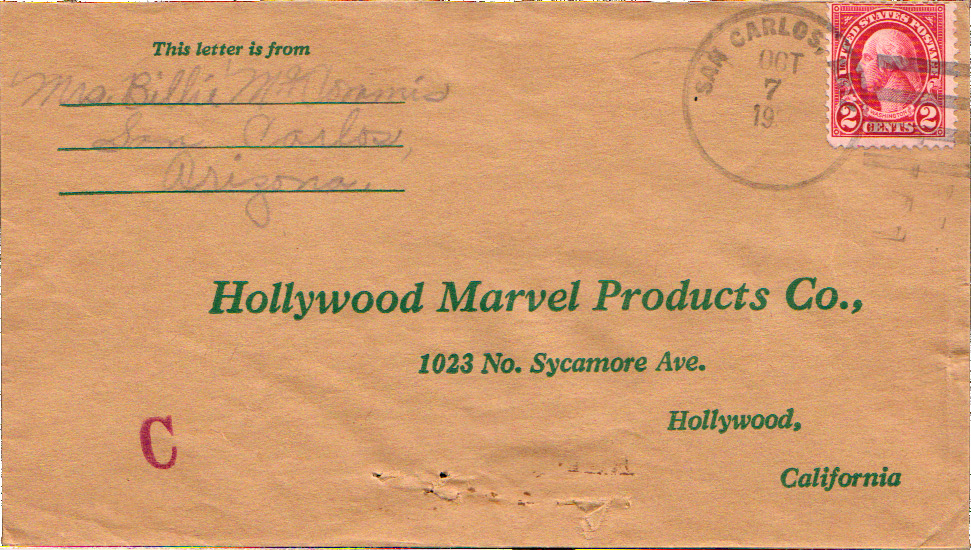 This letter is from
Mrs. Billie
San Carlos,
Arizona.
SAN CARLOS,
OCT
7
19
UNITED STATES POSTAGE
WASHINGTON
2 CENTS 2
Hollywood Marvel Products Co.,
1023 No. Sycamore Ave.
Hollywood,
California
C